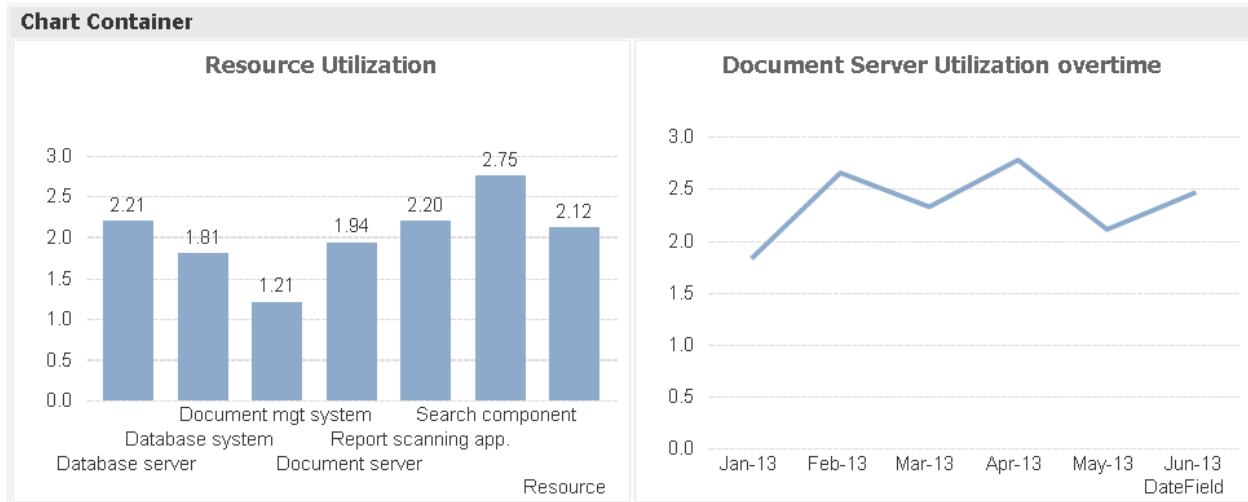 Chart Container
Resource Utilization
3.0
2.5
2.0
1.5
1.0
0.5
0.0
2.21
1.81
1.21
1.94
2.20
2.75
2.12
Document mgt system Search component
Database system Report scanning app.
Database server Document server
Resource
Document Server Utilization overtime
3.0
2.5
2.0
1.5
1.0
0.5
0.0
Jan-13 Feb-13 Mar-13 Apr-13 May-13 Jun-13
DateField